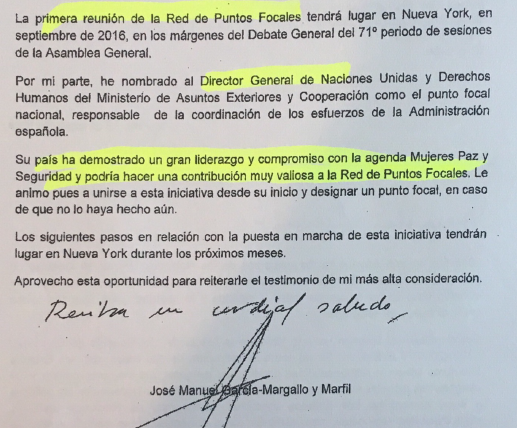 La primera reunión de la Red de Puntos Focales tendrá lugar en Nueva York, en
septiembre de 2016, en los márgenes del Debate General del 71º periodo de sesiones
de la Asamblea General.
Por mi parte, he nombrado al Director General de Naciones Unidas y Derechos
Humanos del Ministerio de Asuntos Exteriores y Cooperación como el punto focal
nacional, responsable de la coordinación de los esfuerzos de la Administración
española.
Su país ha demostrado un gran liderazgo y compromiso con la agenda Mujeres Paz y
Seguridad y podría hacer una contribución muy valiosa a la Red de Puntos Focales. Le
animo pues a unirse a esta iniciativa desde su inicio y designar un punto focal, en caso
de que no lo haya hecho aún.
Los siguientes pasos en relación con la puesta en marcha de esta iniciativa tendrán
lugar en Nueva York durante los próximos meses.
Aprovecho esta oportunidad para reiterarle el testimonio de mi más alta consideración.
Reciba un cordial saludo,
José Manuel García-Margallo y Marfil